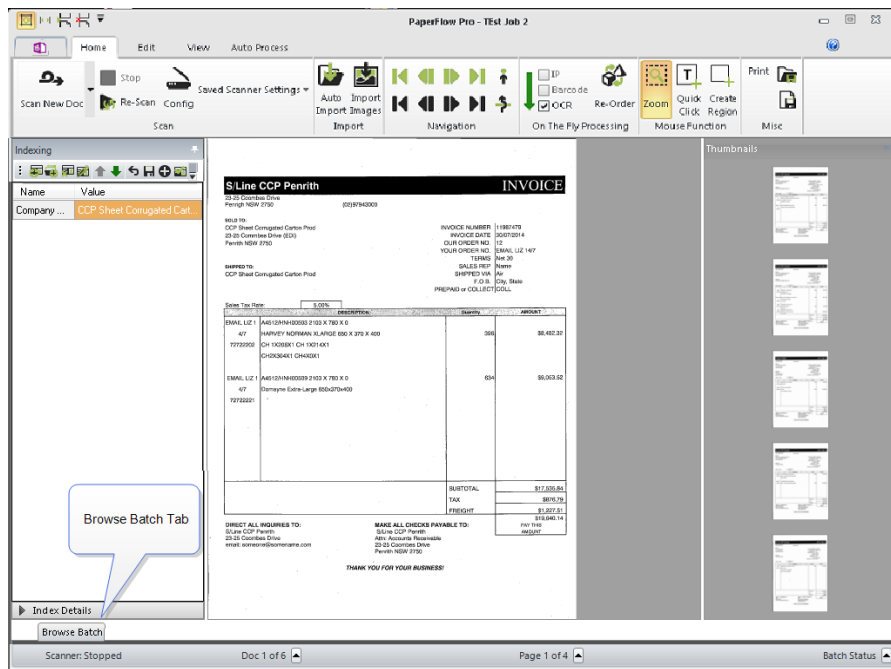 PaperFlow Pro - TEst Job 2
Home Edit View Auto Process
Scan New Doc
Stop
Re-Scan
Config
Saved Scanner Settings
Scan
Auto Import
Import Images
Import
Navigation
IP
Barcode
OCR
Re-Order
On The Fly Processing
Zoom
Quick Click
Create Region
Mouse Function
Print
Misc
Indexing
Name Value
Company ... CCP Sheet Corrugated Cart...
Browse Batch Tab
Index Details
Browse Batch
S/Line CCP Penrith INVOICE
23-25 Coombes Drive
Penrigh NSW 2750 (02)97943003
SOLD TO:
CCP Sheet Corrugated Carton Prod
23-25 Coombes Drive (EDI)
Penrith NSW 2750
SHIPPED TO:
CCP Sheet Corrugated Carton Prod
INVOICE NUMBER 11987479
INVOICE DATE 30/07/2014
OUR ORDER NO. 12
YOUR ORDER NO. EMAIL LIZ 14/7
TERMS Net 30
SALES REP Name
SHIPPED VIA Air
F.O.B. City, State
PREPAID or COLLECT COLL
Sales Tax Rate: 5.00%
DESCRIPTION Quantity AMOUNT
EMAIL LIZ 1 A4612/HNH00593 2103 X 780 X 0
4/7 HARVEY NORMAN XLARGE 650 X 370 X 400 $8,482.32
72722202 CH 1X208X1 CH 1X214X1
CH2X304X1 CH4X0X1
EMAIL LIZ 1 2103 X 780 X 0 634 $9,053.52
4/7 Domayne Extra-Large 650x370x400
72722221
SUBTOTAL $17,535.84
TAX $876.79
FREIGHT $1,227.51
$19,640.14
PAY THIS
AMOUNT
DIRECT ALL INQUIRIES TO:
S/Line CCP Penrith
23-25 Coombes Drive
email: someone@somename.com
MAKE ALL CHECKS PAYABLE TO:
S/Line CCP Penrith
Attn: Accounts Receivable
23-25 Coombes Drive
Penrith NSW 2750
THANK YOU FOR YOUR BUSINESS!
Thumbnails
Scanner: Stopped Doc 1 of 6 Page 1 of 4 Batch Status